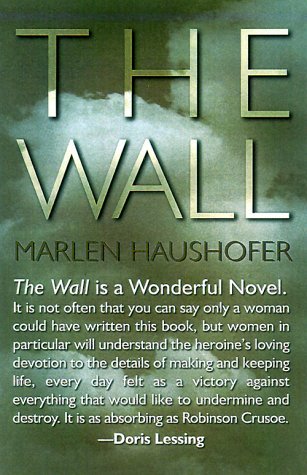 THE
WALL
MARLEN HAUSHOFER
The Wall is a Wonderful Novel.
It is not often that you can say only a woman
could have written this book, but women in
particular will understand the heroine's loving
devotion to the details of making and keeping
life, every day felt as a victory against
everything that would like to undermine and
destroy. It is as absorbing as Robinson Crusoe.
—Doris Lessing